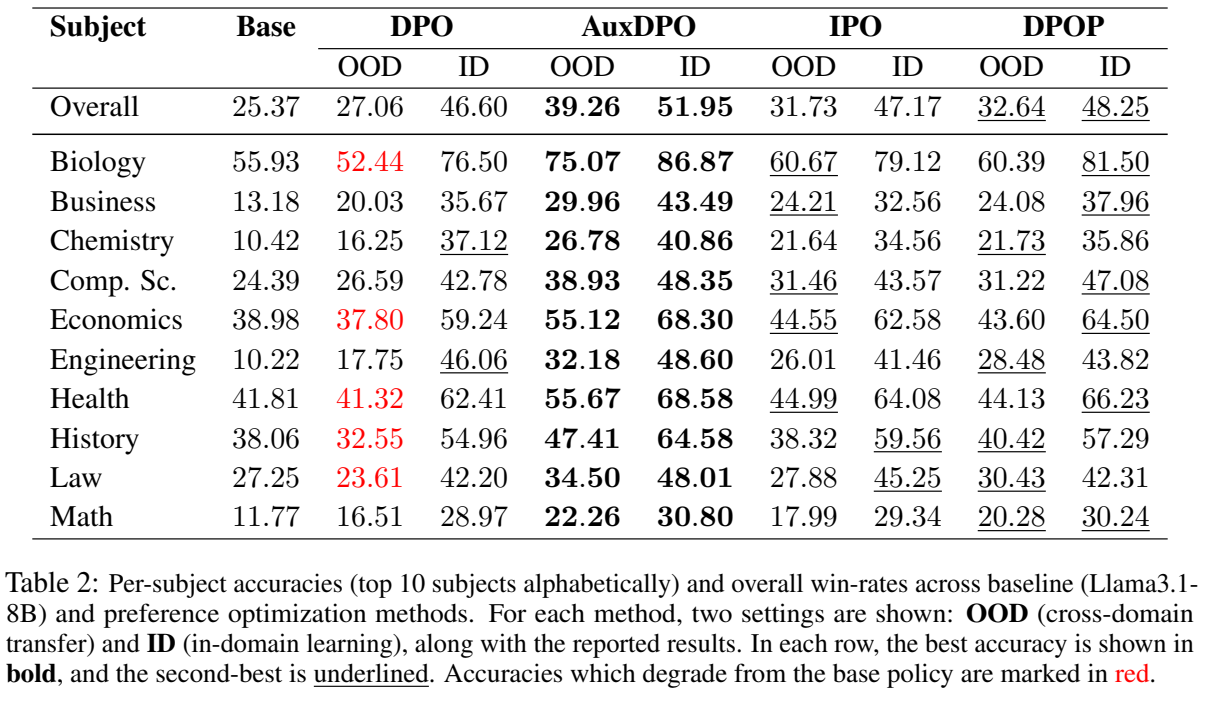 Subject Base DPO AuxDPO IPO DPOP
OOD ID OOD ID OOD ID OOD ID
Overall 25.37 27.06 46.60 39.26 51.95 31.73 47.17 32.64 48.25
Biology 55.93 52.44 76.50 75.07 86.87 60.67 79.12 60.39 81.50
Business 13.18 20.03 35.67 29.96 43.49 24.21 32.56 24.08 37.96
Chemistry 10.42 16.25 37.12 26.78 40.86 21.64 34.56 21.73 35.86
Comp. Sc. 24.39 26.59 42.78 38.93 48.35 31.46 43.57 31.22 47.08
Economics 38.98 37.80 59.24 55.12 68.30 44.55 62.58 43.60 64.50
Engineering 10.22 17.75 46.06 32.18 48.60 26.01 41.46 28.48 43.82
Health 41.81 41.32 62.41 55.67 68.58 44.99 64.08 44.13 66.23
History 38.06 32.55 54.96 47.41 64.58 38.32 59.56 40.42 57.29
Law 27.25 23.61 42.20 34.50 48.01 27.88 45.25 30.43 42.31
Math 11.77 16.51 28.97 22.26 30.80 17.99 29.34 20.28 30.24
Table 2: Per-subject accuracies (top 10 subjects alphabetically) and overall win-rates across baseline (Llama3.1-
8B) and preference optimization methods. For each method, two settings are shown: OOD (cross-domain
transfer) and ID (in-domain learning), along with the reported results. In each row, the best accuracy is shown in
bold, and the second-best is underlined. Accuracies which degrade from the base policy are marked in red.